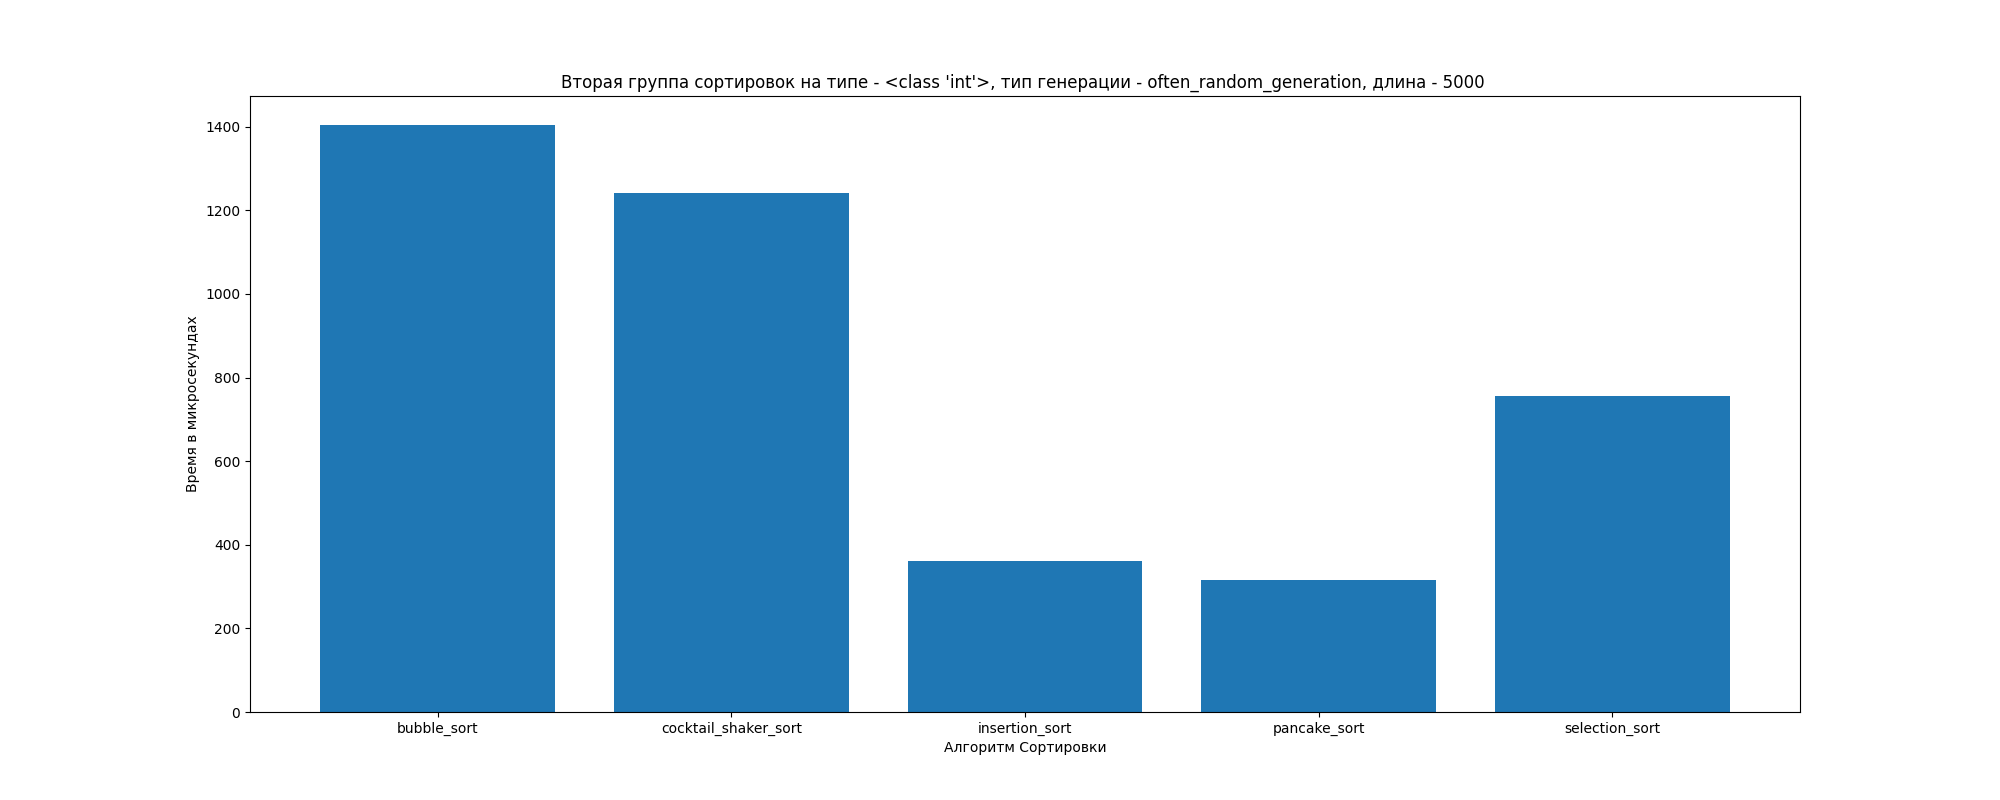 Вторая группа сортировок на типе - <class 'int'>, тип генерации - often_random_generation, длина - 5000
1400
1200
1000
800
600
400
200
0
Время в микросекундах
bubble_sort
cocktail_shaker_sort
insertion_sort
pancake_sort
selection_sort
Алгоритм Сортировки